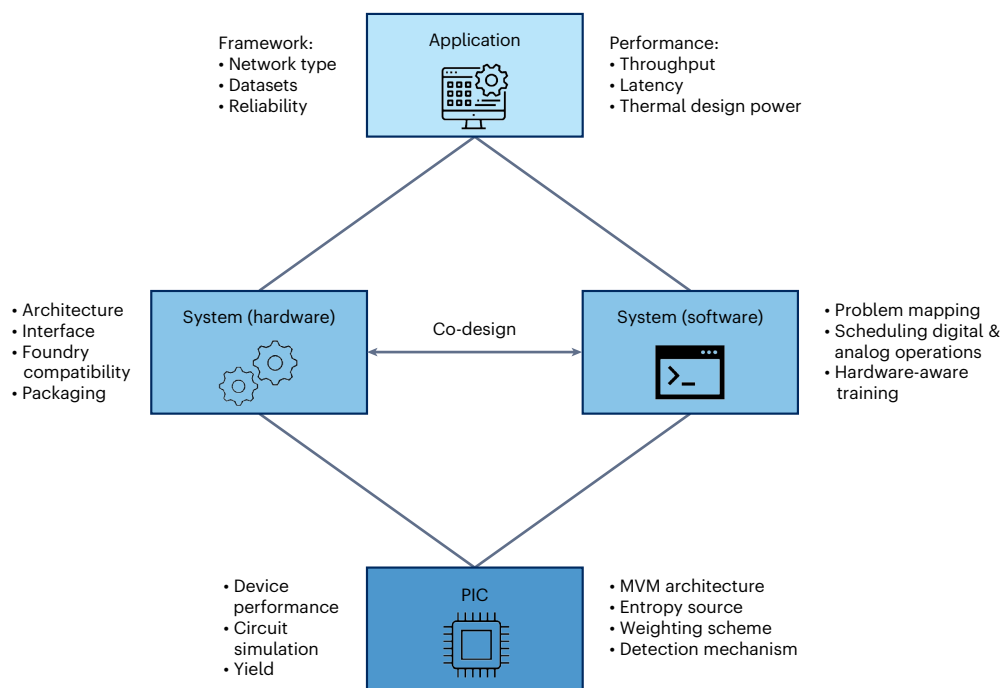 Framework:
• Network type
• Datasets
• Reliability
Application
Performance:
• Throughput
• Latency
• Thermal design power
• Architecture
• Interface
• Foundry
compatibility
• Packaging
System (hardware)
Co-design
System (software)
• Problem mapping
• Scheduling digital &
analog operations
• Hardware-aware
training
• Device
performance
• Circuit
simulation
• Yield
PIC
• MVM architecture
• Entropy source
• Weighting scheme
• Detection mechanism